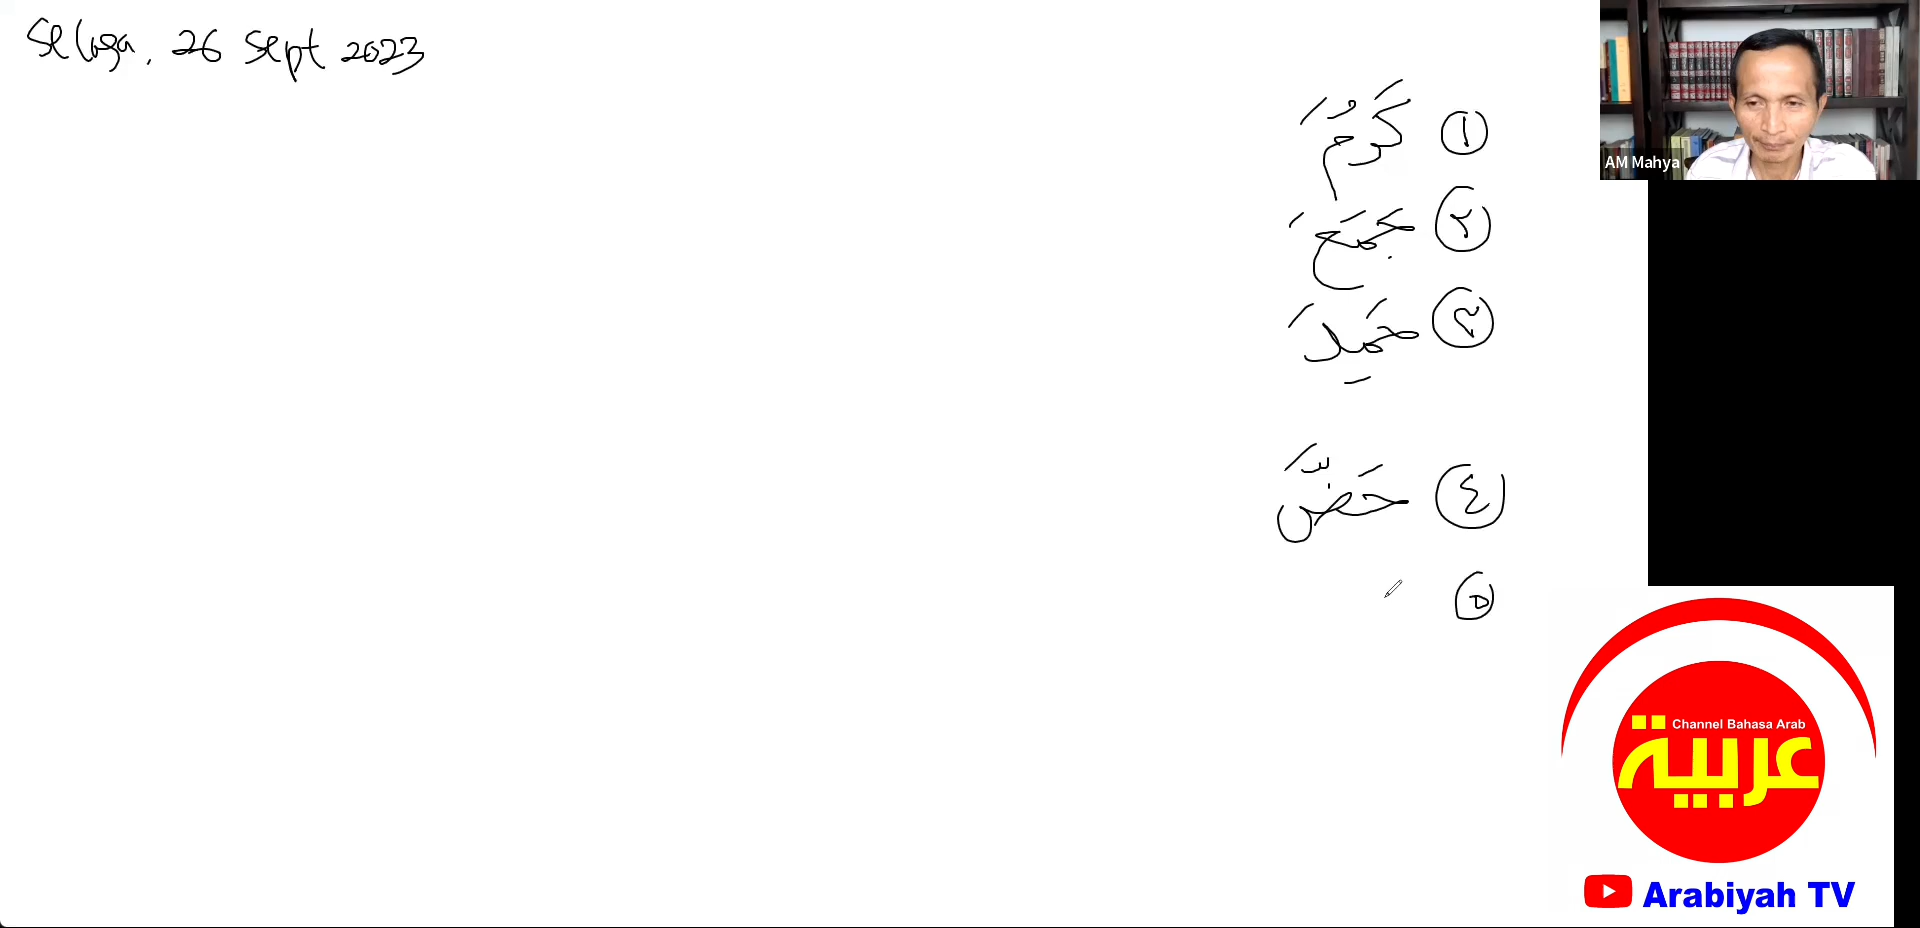 Selasa, 26 Sept 2023
١ كَرُمَ
٢ جَمَعَ
٣ حَمِدَ
٤ حَضَّ
٥
AM Mahya
Channel Bahasa Arab
عربية
Arabiyah TV